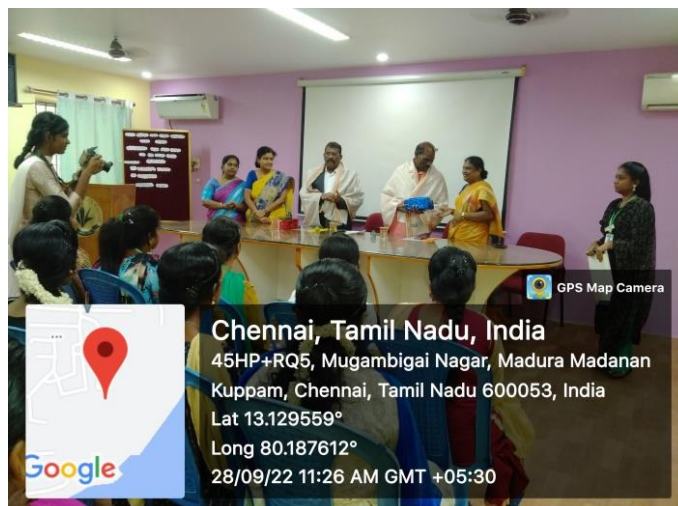 GPS Map Camera
Chennai, Tamil Nadu, India
45HP+RQ5, Mugambigai Nagar, Madura Madanan
Kuppam, Chennai, Tamil Nadu 600053, India
Lat 13.129559°
Long 80.187612°
28/09/22 11:26 AM GMT +05:30
Google